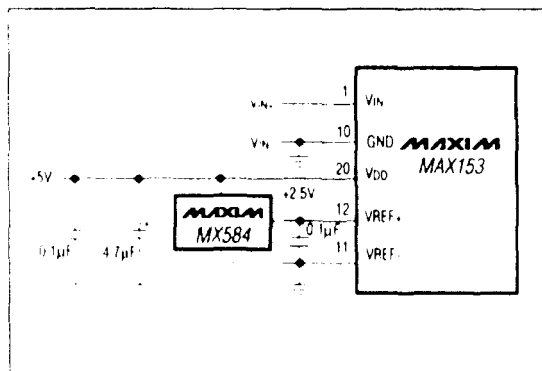 1 VIN
VIN+
VIN- 10 GND
MAXIM
MAX153
+5V 20 VDD
+2.5V
MAXIM
MX584
12 VREF+
0.1µF
0.1µF 4.7µF + 11 VREF-